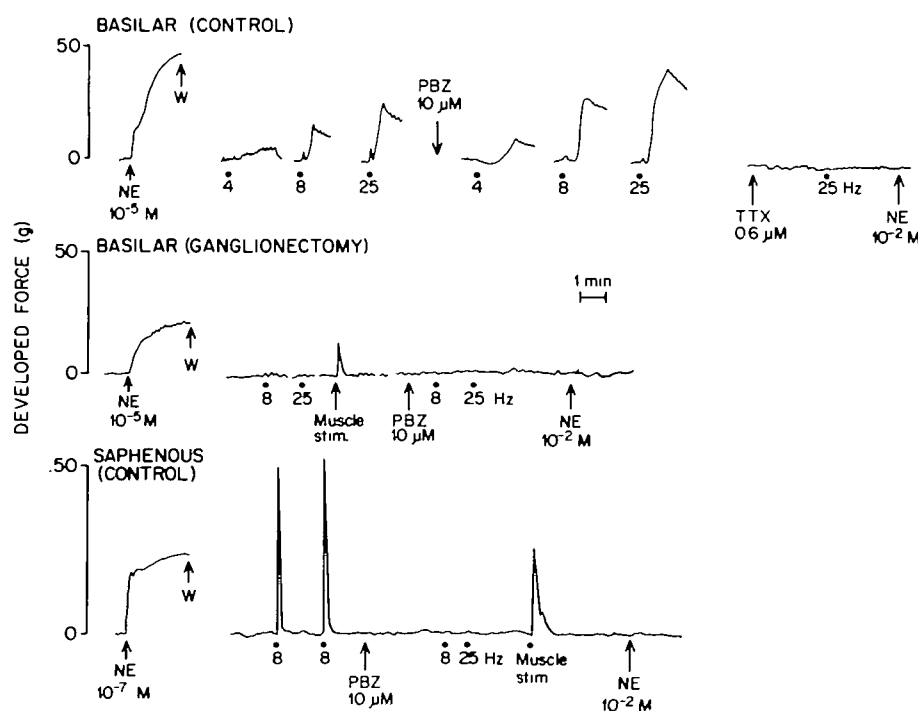 BASILAR (CONTROL)
50
PBZ
10 µM
W
0
4 8 25 4 8 25
NE
10⁻⁵ M
25 Hz
TTX
06 µM
NE
10⁻² M
DEVELOPED FORCE (g)
BASILAR (GANGLIONECTOMY)
50
1 min
W
0
8 25 8 25 Hz
NE
10⁻⁵ M
Muscle
stim.
PBZ
10 µM
NE
10⁻² M
SAPHENOUS
(CONTROL)
.50
W
0
8 8 8 25 Hz Muscle
stim
NE
10⁻⁷ M
PBZ
10 µM
NE
10⁻² M